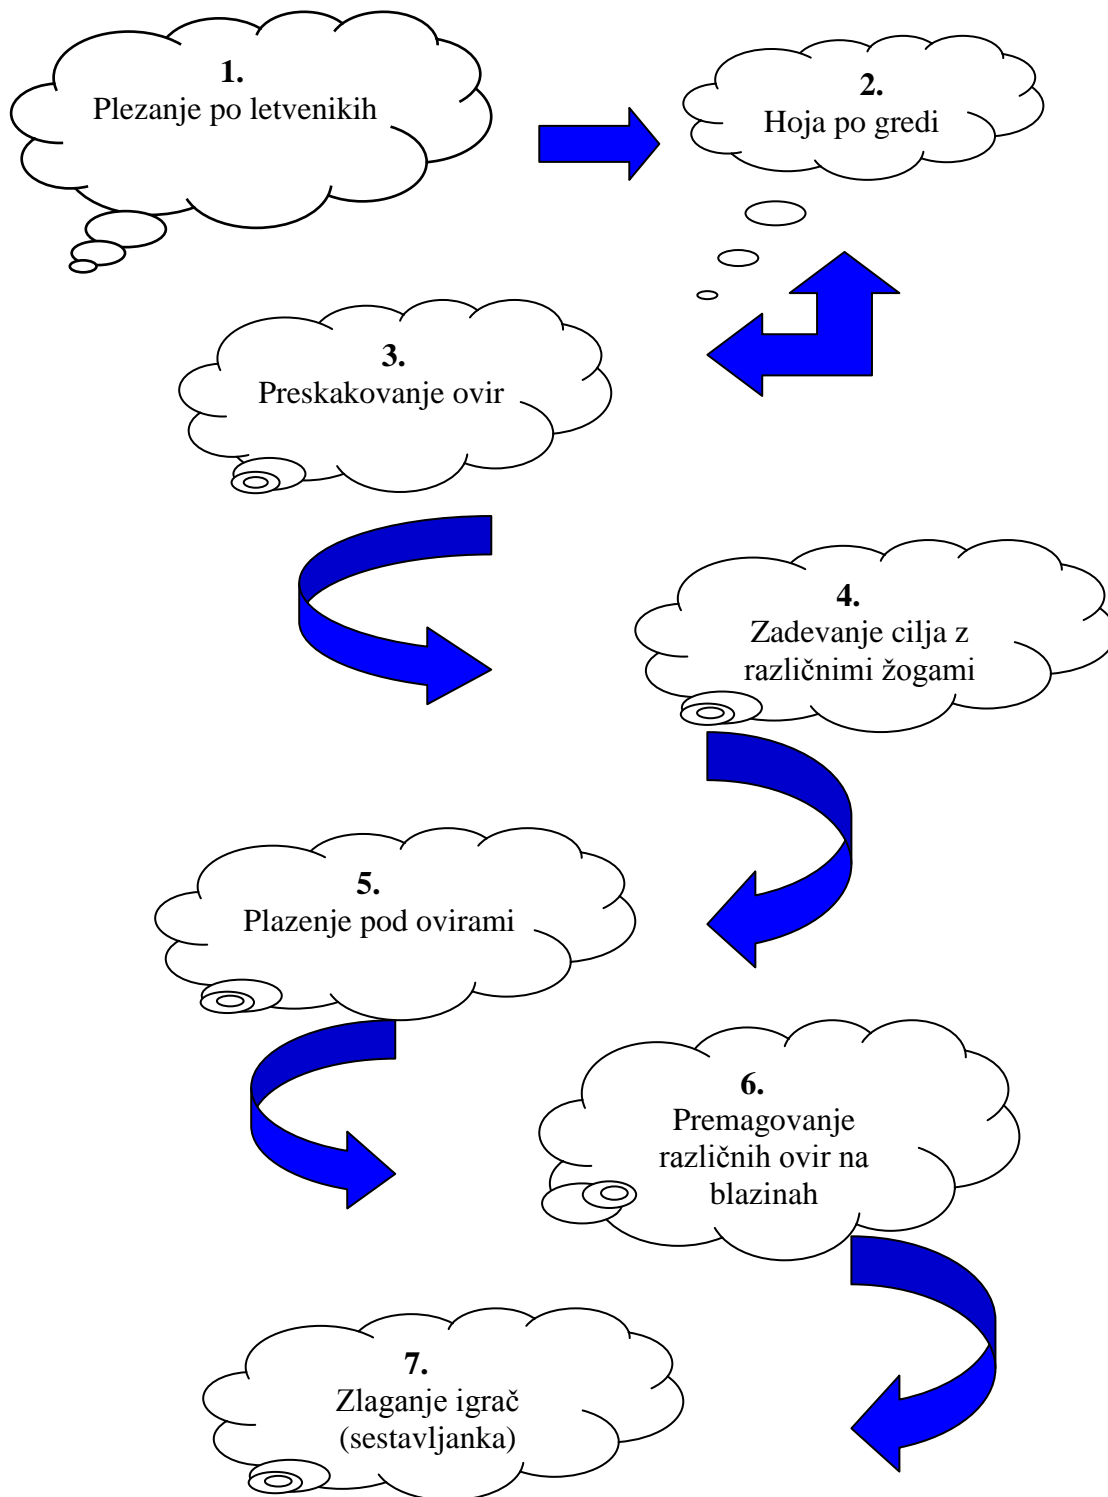 1.
Plezanje po letvenikih
2.
Hoja po gredi
3.
Preskakovanje ovir
4.
Zadevanje cilja z
različnimi žogami
5.
Plazenje pod ovirami
6.
Premagovanje
različnih ovir na
blazinah
7.
Zlaganje igrač
(sestavljanka)